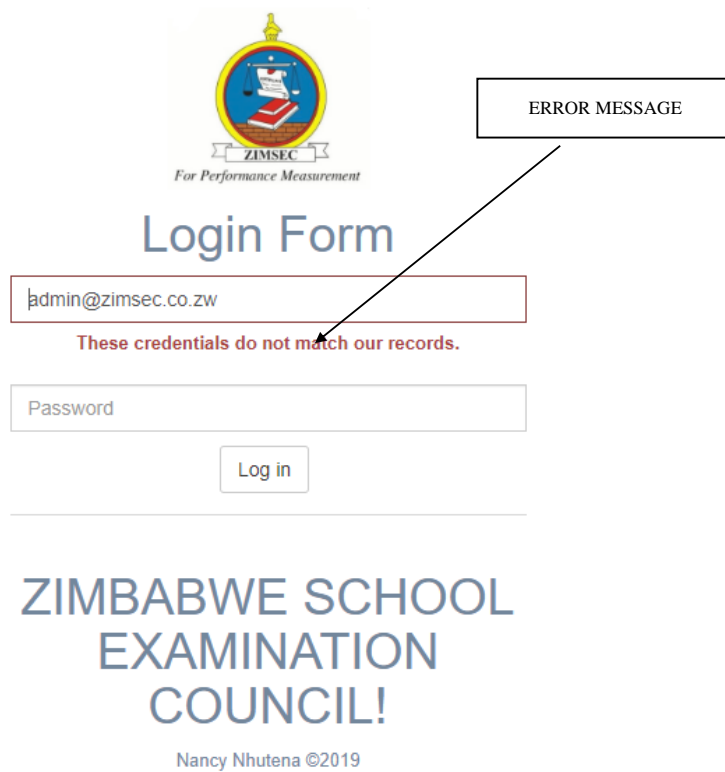 ZIMSEC
For Performance Measurement
ERROR MESSAGE
Login Form
admin@zimsec.co.zw
These credentials do not match our records.
Password
Log in
ZIMBABWE SCHOOL
EXAMINATION
COUNCIL!
Nancy Nhutena ©2019